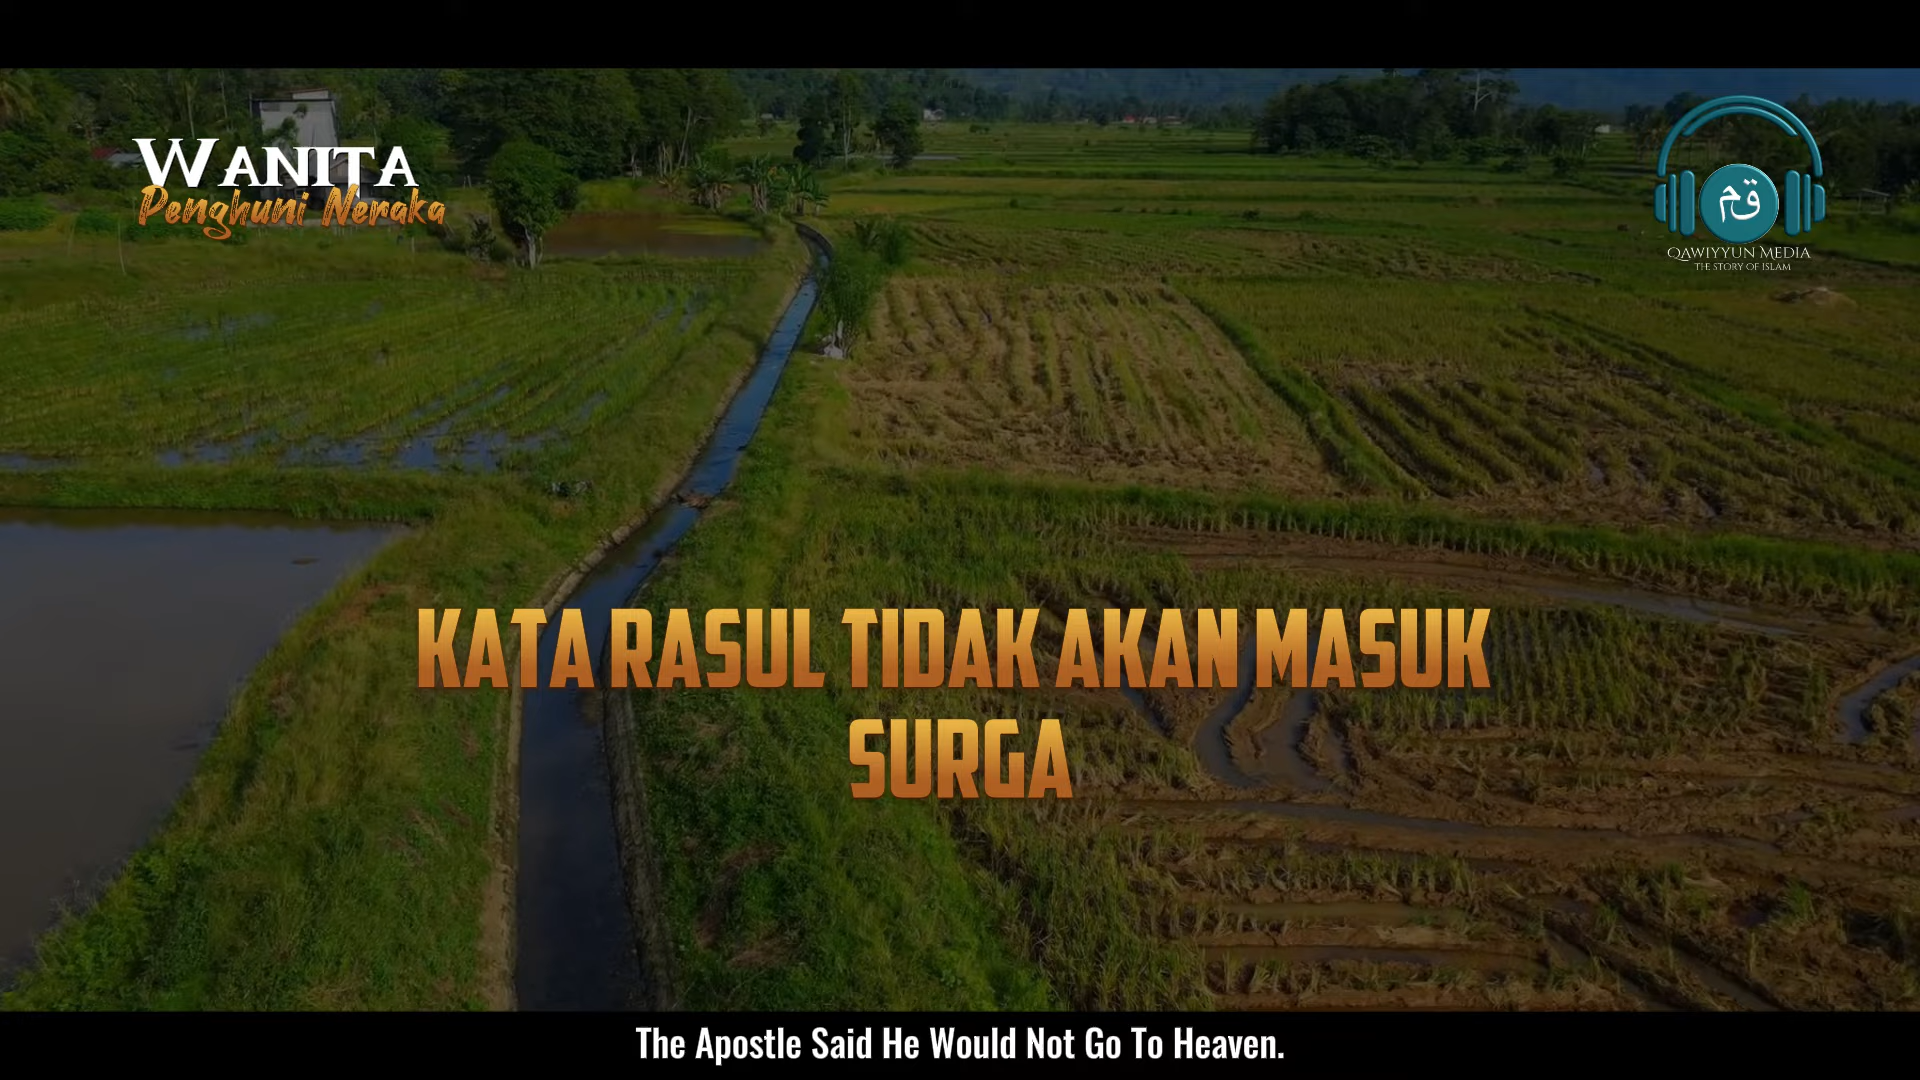 WANITA
Penghuni Neraka
قم
QAWIYYUN MEDIA
THE STORY OF ISLAM
KATA RASUL TIDAK AKAN MASUK
SURGA
The Apostle Said He Would Not Go To Heaven.